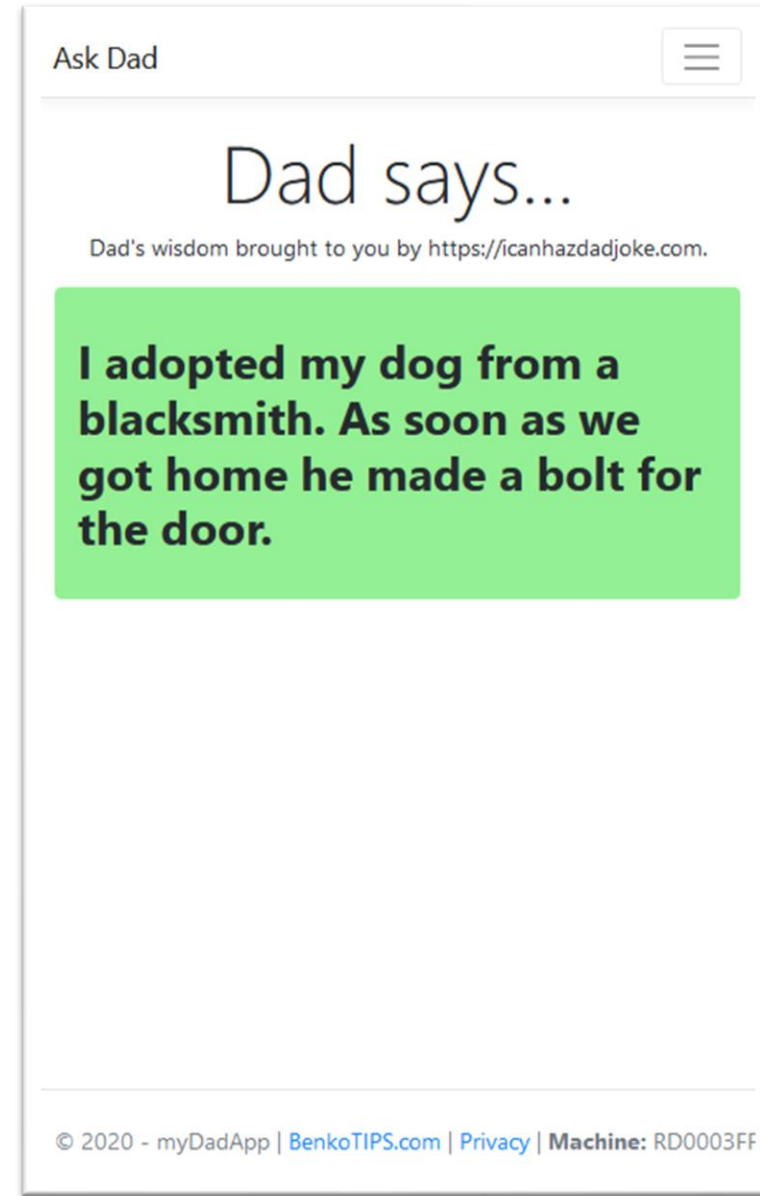 Ask Dad
Dad says...
Dad's wisdom brought to you by https://icanhazdadjoke.com.
I adopted my dog from a
blacksmith. As soon as we
got home he made a bolt for
the door.
© 2020 - myDadApp | BenkoTIPS.com | Privacy | Machine: RD0003FF